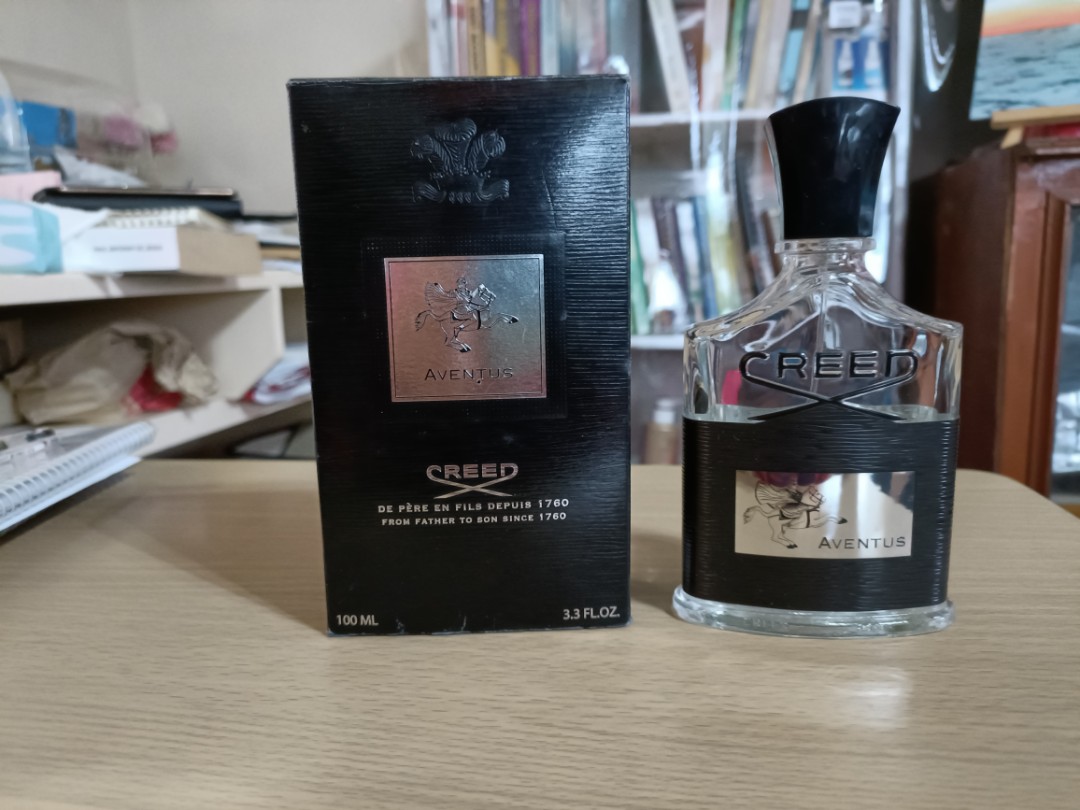 AVENTUS
CREED
DE PÈRE EN FILS DEPUIS 1760
FROM FATHER TO SON SINCE 1760
100 ML
3.3 FL.OZ.
CREED
AVENTUS